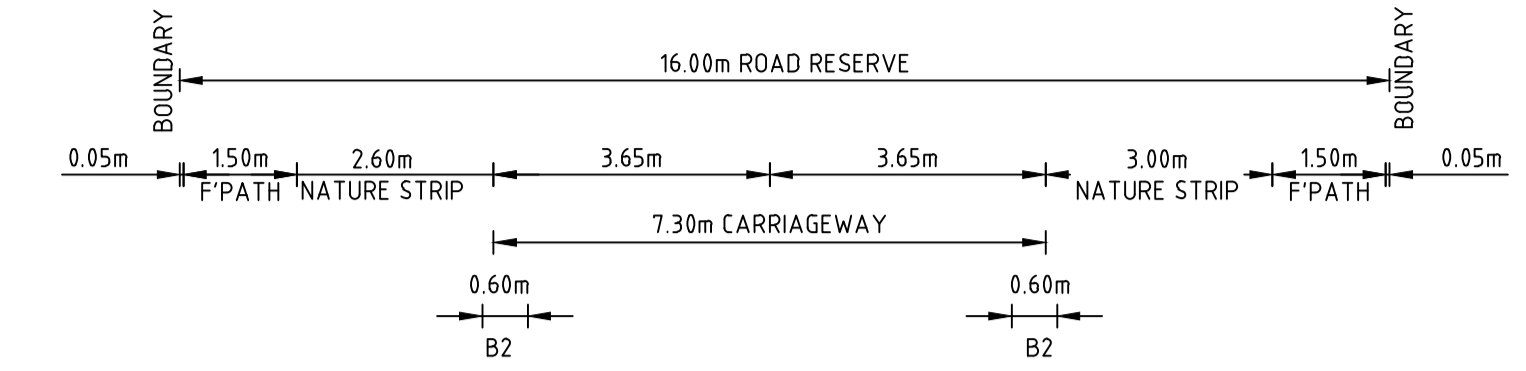 BOUNDARY
16.00m ROAD RESERVE
BOUNDARY
0.05m
1.50m
F'PATH
2.60m
NATURE STRIP
3.65m
3.65m
3.00m
NATURE STRIP
1.50m
F'PATH
0.05m
7.30m CARRIAGEWAY
0.60m
B2
0.60m
B2